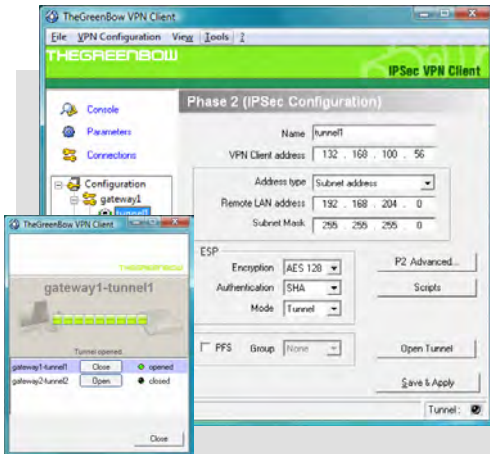 TheGreenBow VPN Client
File VPN Configuration View Tools ?
THEGREENBOW
IPSec VPN Client
Console
Parameters
Connections
Configuration
gateway1
tunnel1
Phase 2 (IPSec Configuration)
Name tunnel1
VPN Client address 132 . 168 . 100 . 56
Address type Subnet address
Remote LAN address 192 . 168 . 204 . 0
Subnet Mask 255 . 255 . 255 . 0
ESP
Encryption AES 128
Authentication SHA
Mode Tunnel
P2 Advanced...
Scripts
PFS Group None
Open Tunnel
Save & Apply
Tunnel:
TheGreenBow VPN Client
THEGREENBOW
gateway1-tunnel1
Tunnel opened.
gateway1-tunnel1 Close opened
gateway2-tunnel2 Open closed
Close